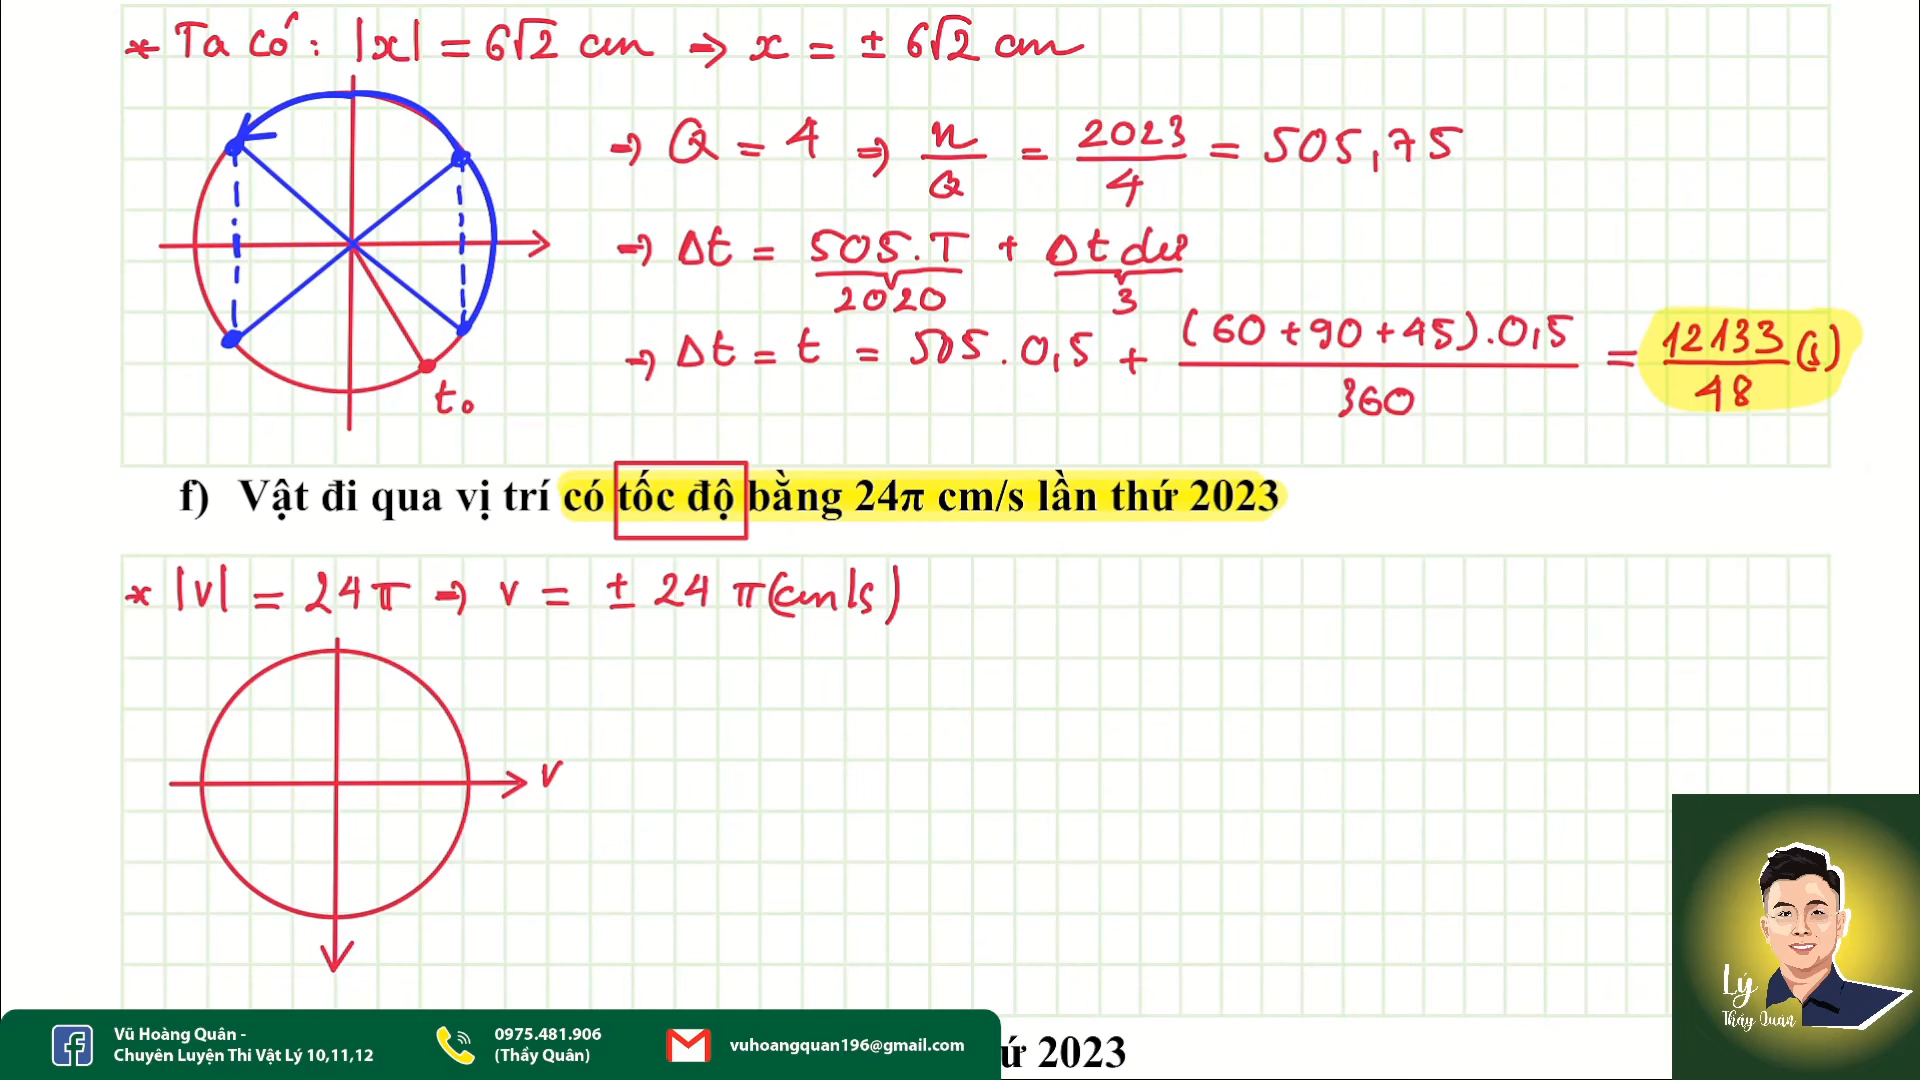 * Ta có: |x| = 6√2 cm → x = ± 6√2 cm
⇒ Q = 4 ⇒ n/Q = 2023/4 = 505,75
⇒ Δt = 505.T + Δt dư
2020 3
⇒ Δt = t = 505.0,5 + (60+90+45).0,5/360 = 12133/48 (s)
t₀
f) Vật đi qua vị trí có tốc độ bằng 24π cm/s lần thứ 2023
* |v| = 24π ⇒ v = ± 24π (cm/s)
v
ứ 2023
Vũ Hoàng Quân -
Chuyên Luyện Thi Vật Lý 10,11,12
0975.481.906
(Thầy Quân)
vuhoangquan196@gmail.com
Lý
Thầy Quân